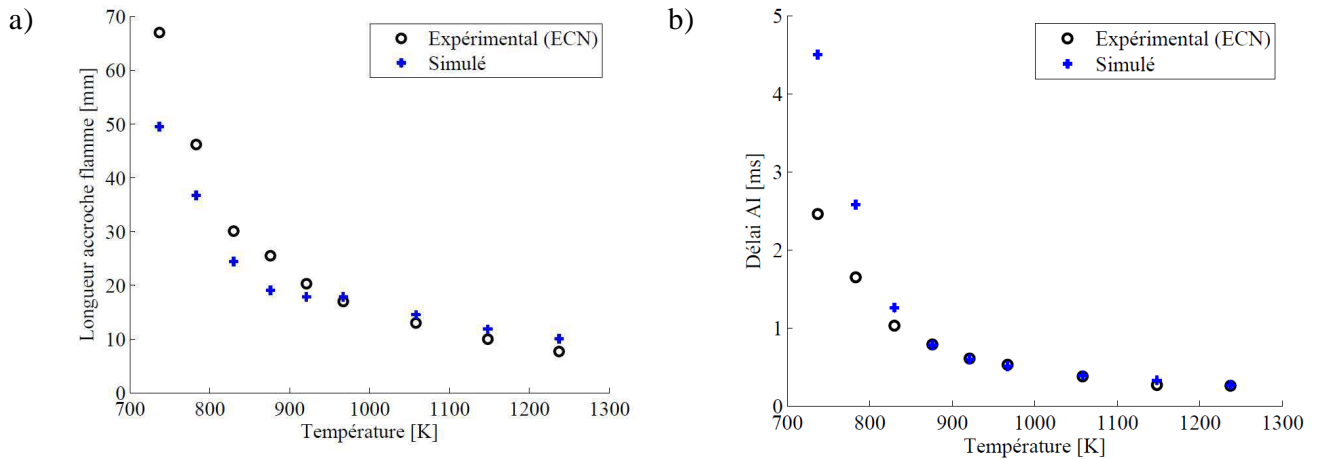 a)
70
60
50
40
30
20
10
0
Longueur accroche flamme [mm]
Expérimental (ECN)
Simulé
700 800 900 1000 1100 1200 1300
Température [K]
b)
5
4
3
2
1
0
Délai AI [ms]
Expérimental (ECN)
Simulé
700 800 900 1000 1100 1200 1300
Température [K]